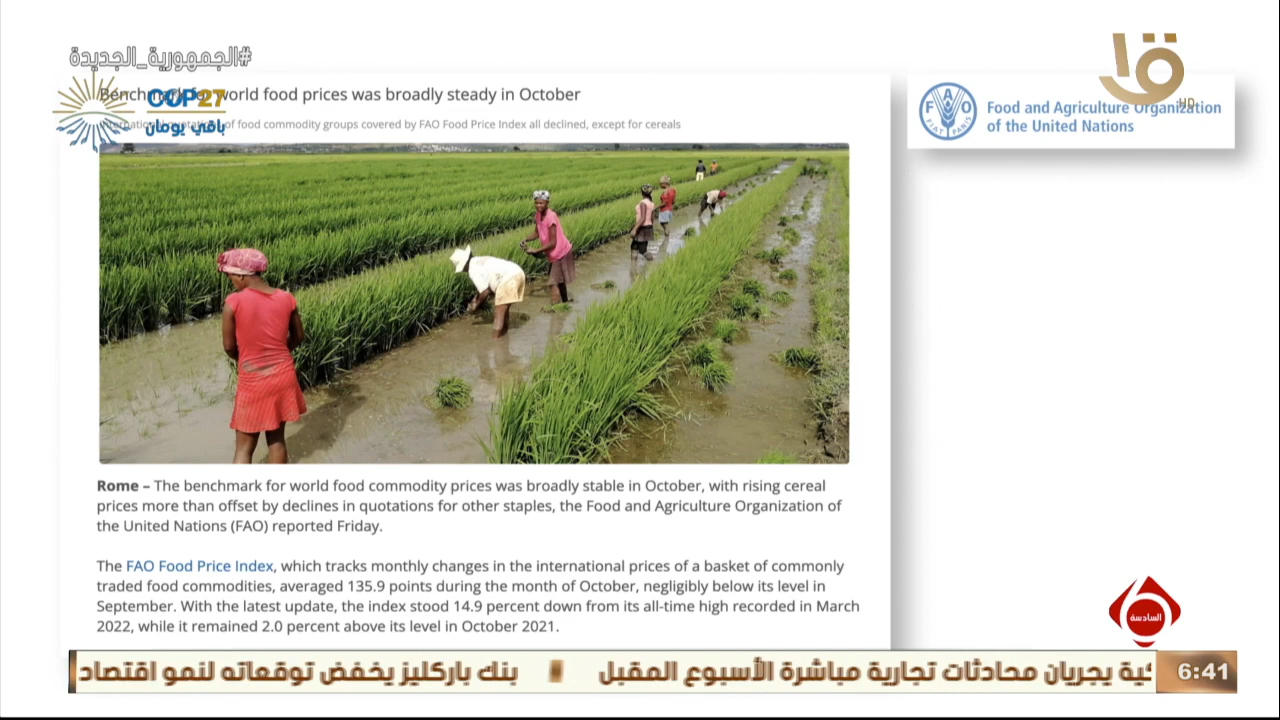 #الجمهورية_الجديدة
COP27
باقي يومان
Benchmark for world food prices was broadly steady in October
International quotations of food commodity groups covered by FAO Food Price Index all declined, except for cereals
FAO
FIAT PANIS
Food and Agriculture Organization
of the United Nations
HD
Rome – The benchmark for world food commodity prices was broadly stable in October, with rising cereal
prices more than offset by declines in quotations for other staples, the Food and Agriculture Organization of
the United Nations (FAO) reported Friday.
The FAO Food Price Index, which tracks monthly changes in the international prices of a basket of commonly
traded food commodities, averaged 135.9 points during the month of October, negligibly below its level in
September. With the latest update, the index stood 14.9 percent down from its all-time high recorded in March
2022, while it remained 2.0 percent above its level in October 2021.
السادسة
كية يجريان محادثات تجارية مباشرة الأسبوع المقبل
بنك باركليز يخفض توقعاته لنمو اقتصاد
6:41